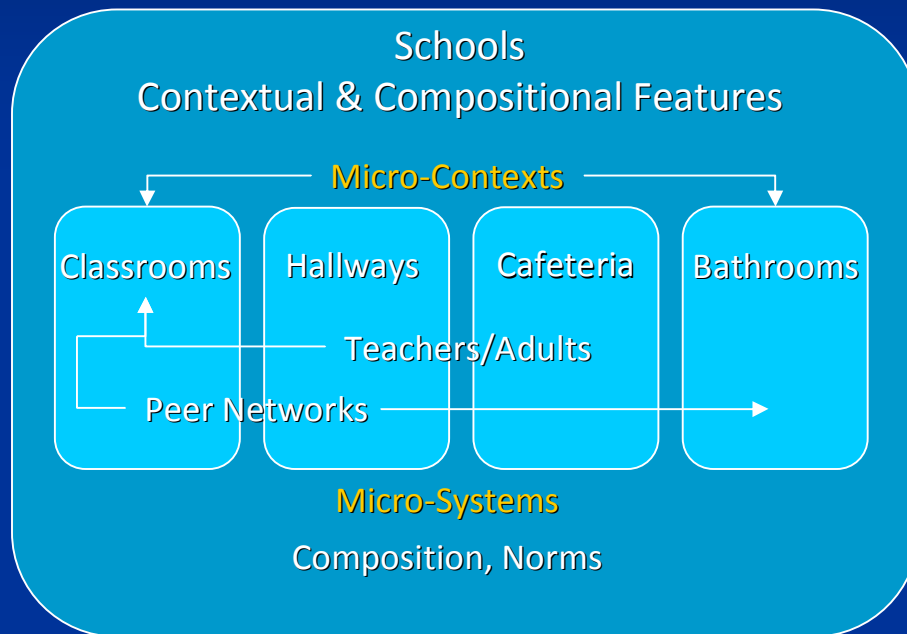 Schools
Contextual & Compositional Features
Micro-Contexts
Classrooms
Hallways
Cafeteria
Bathrooms
Teachers/Adults
Peer Networks
Micro-Systems
Composition, Norms